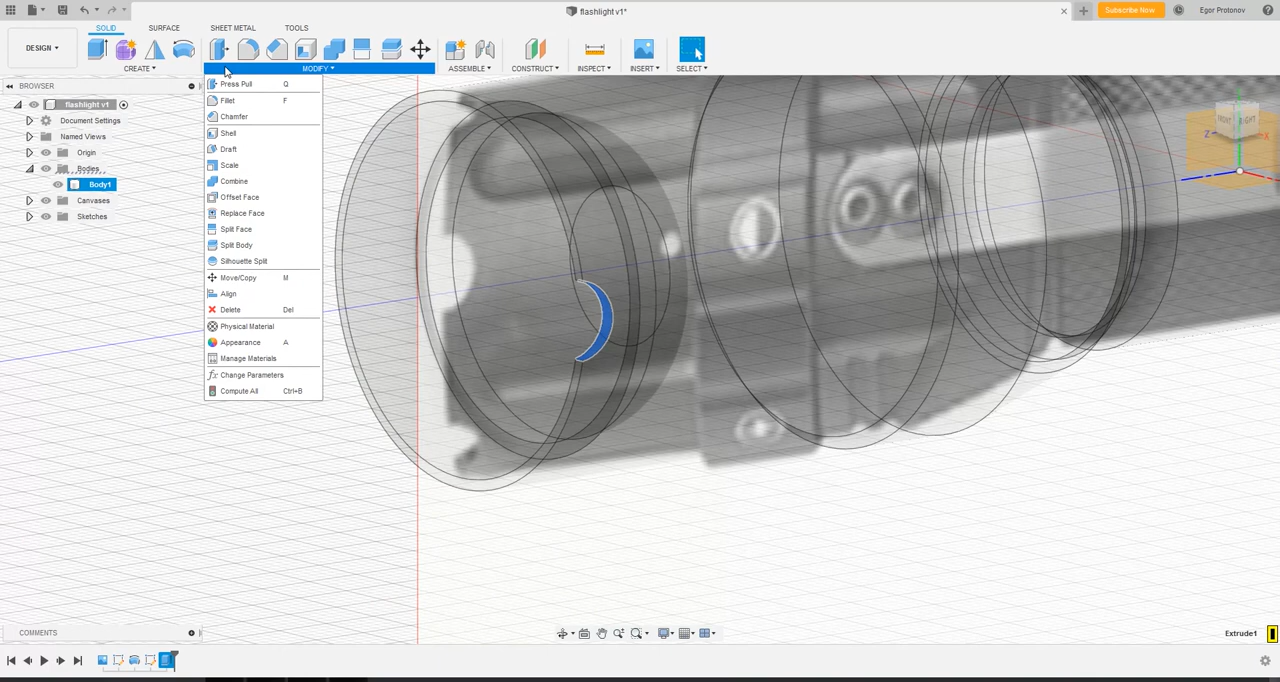 flashlight v1*
Subscribe Now
Egor Protonov
SOLID
SURFACE
SHEET METAL
TOOLS
DESIGN
CREATE
MODIFY
ASSEMBLE
CONSTRUCT
INSPECT
INSERT
SELECT
BROWSER
flashlight v1
Document Settings
Named Views
Origin
Bodies
Body1
Canvases
Sketches
Press Pull Q
Fillet F
Chamfer
Shell
Draft
Scale
Combine
Offset Face
Replace Face
Split Face
Split Body
Silhouette Split
Move/Copy M
Align
Delete Del
Physical Material
Appearance A
Manage Materials
Change Parameters
Compute All Ctrl+B
FRONT
RIGHT
Z
X
COMMENTS
Extrude1